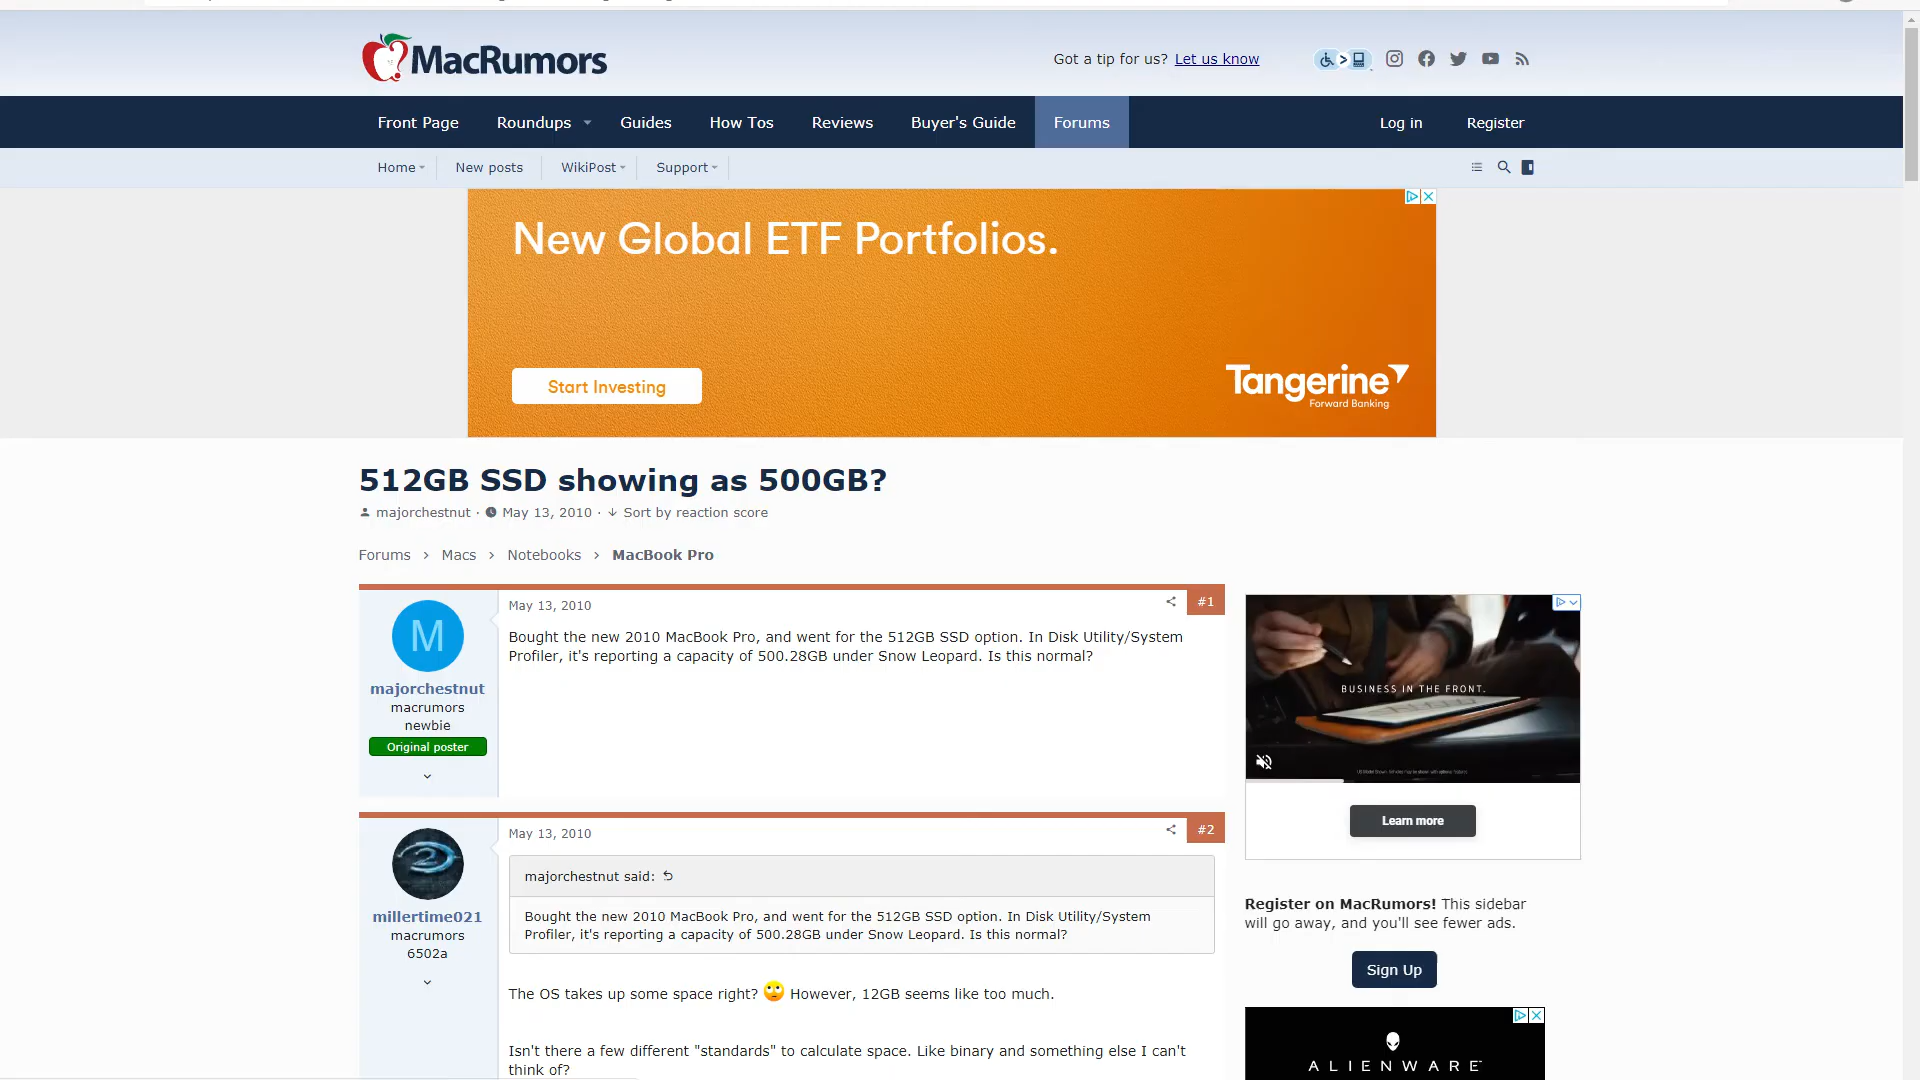 MacRumors
Got a tip for us? Let us know
Front Page Roundups Guides How Tos Reviews Buyer's Guide Forums Log in Register
Home New posts WikiPost Support
New Global ETF Portfolios.
Start Investing
Tangerine
Forward Banking
512GB SSD showing as 500GB?
majorchestnut · May 13, 2010 · Sort by reaction score
Forums > Macs > Notebooks > MacBook Pro
May 13, 2010 #1
M
majorchestnut
macrumors
newbie
Original poster
Bought the new 2010 MacBook Pro, and went for the 512GB SSD option. In Disk Utility/System
Profiler, it's reporting a capacity of 500.28GB under Snow Leopard. Is this normal?
May 13, 2010 #2
millertime021
macrumors
6502a
majorchestnut said:
Bought the new 2010 MacBook Pro, and went for the 512GB SSD option. In Disk Utility/System
Profiler, it's reporting a capacity of 500.28GB under Snow Leopard. Is this normal?
The OS takes up some space right? However, 12GB seems like too much.
Isn't there a few different "standards" to calculate space. Like binary and something else I can't
think of?
BUSINESS IN THE FRONT.
Learn more
Register on MacRumors! This sidebar
will go away, and you'll see fewer ads.
Sign Up
ALIENWARE